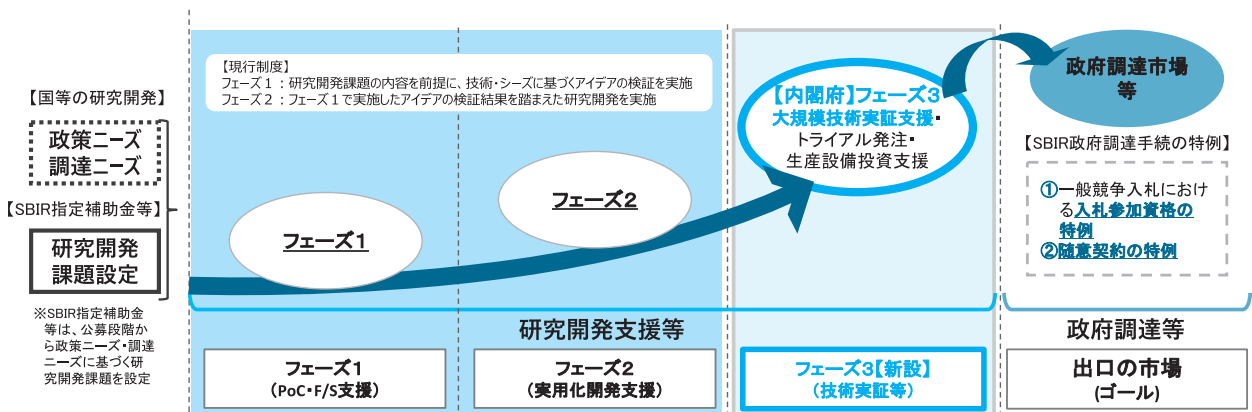 【国等の研究開発】
政策ニーズ
調達ニーズ
【SBIR指定補助金等】
研究開発
課題設定
※SBIR指定補助金
等は、公募段階か
ら政策ニーズ・調達
ニーズに基づく研
究開発課題を設定
【現行制度】
フェーズ1：研究開発課題の内容を前提に、技術・シーズに基づくアイデアの検証を実施
フェーズ2：フェーズ1で実施したアイデアの検証結果を踏まえた研究開発を実施
フェーズ1
フェーズ2
【内閣府】フェーズ3
大規模技術実証支援・
トライアル発注・
生産設備投資支援
政府調達市場
等
【SBIR政府調達手続の特例】
①一般競争入札におけ
る入札参加資格の
特例
②随意契約の特例
研究開発支援等
政府調達等
フェーズ1
（PoC・F/S支援）
フェーズ2
（実用化開発支援）
フェーズ3【新設】
（技術実証等）
出口の市場
(ゴール)